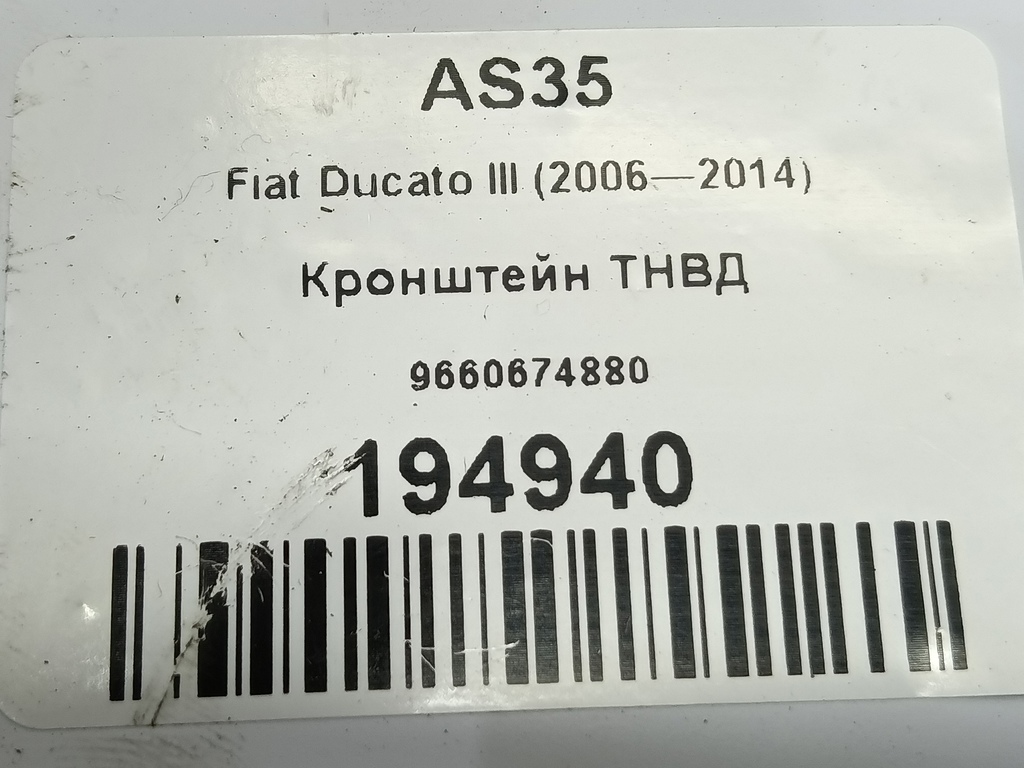 AS35
Fiat Ducato III (2006—2014)
Кронштейн ТНВД
9660674880
194940